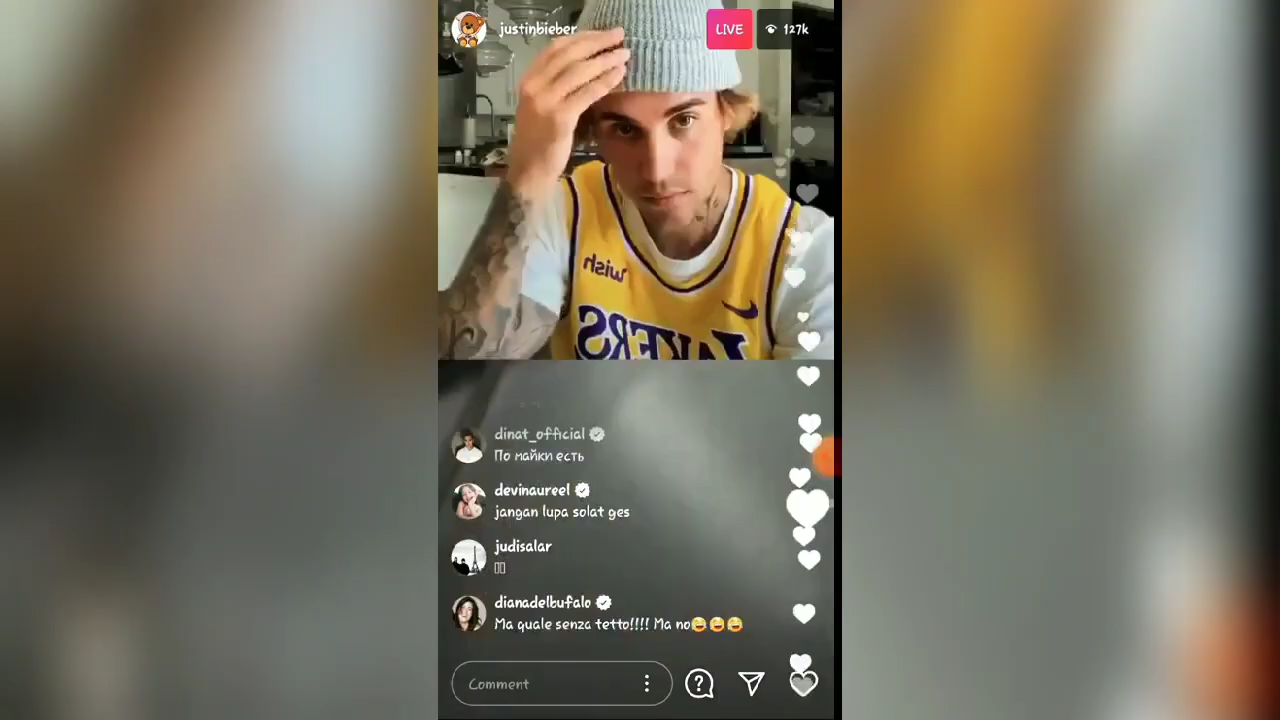 justinbieber
LIVE
127k
wish
LAKERS
dinat_official
По майки есть
devinaureel
jangan lupa solat ges
judisalar
dianadelbufalo
Ma quale senza tetto!!!! Ma no😂😂😂
Comment